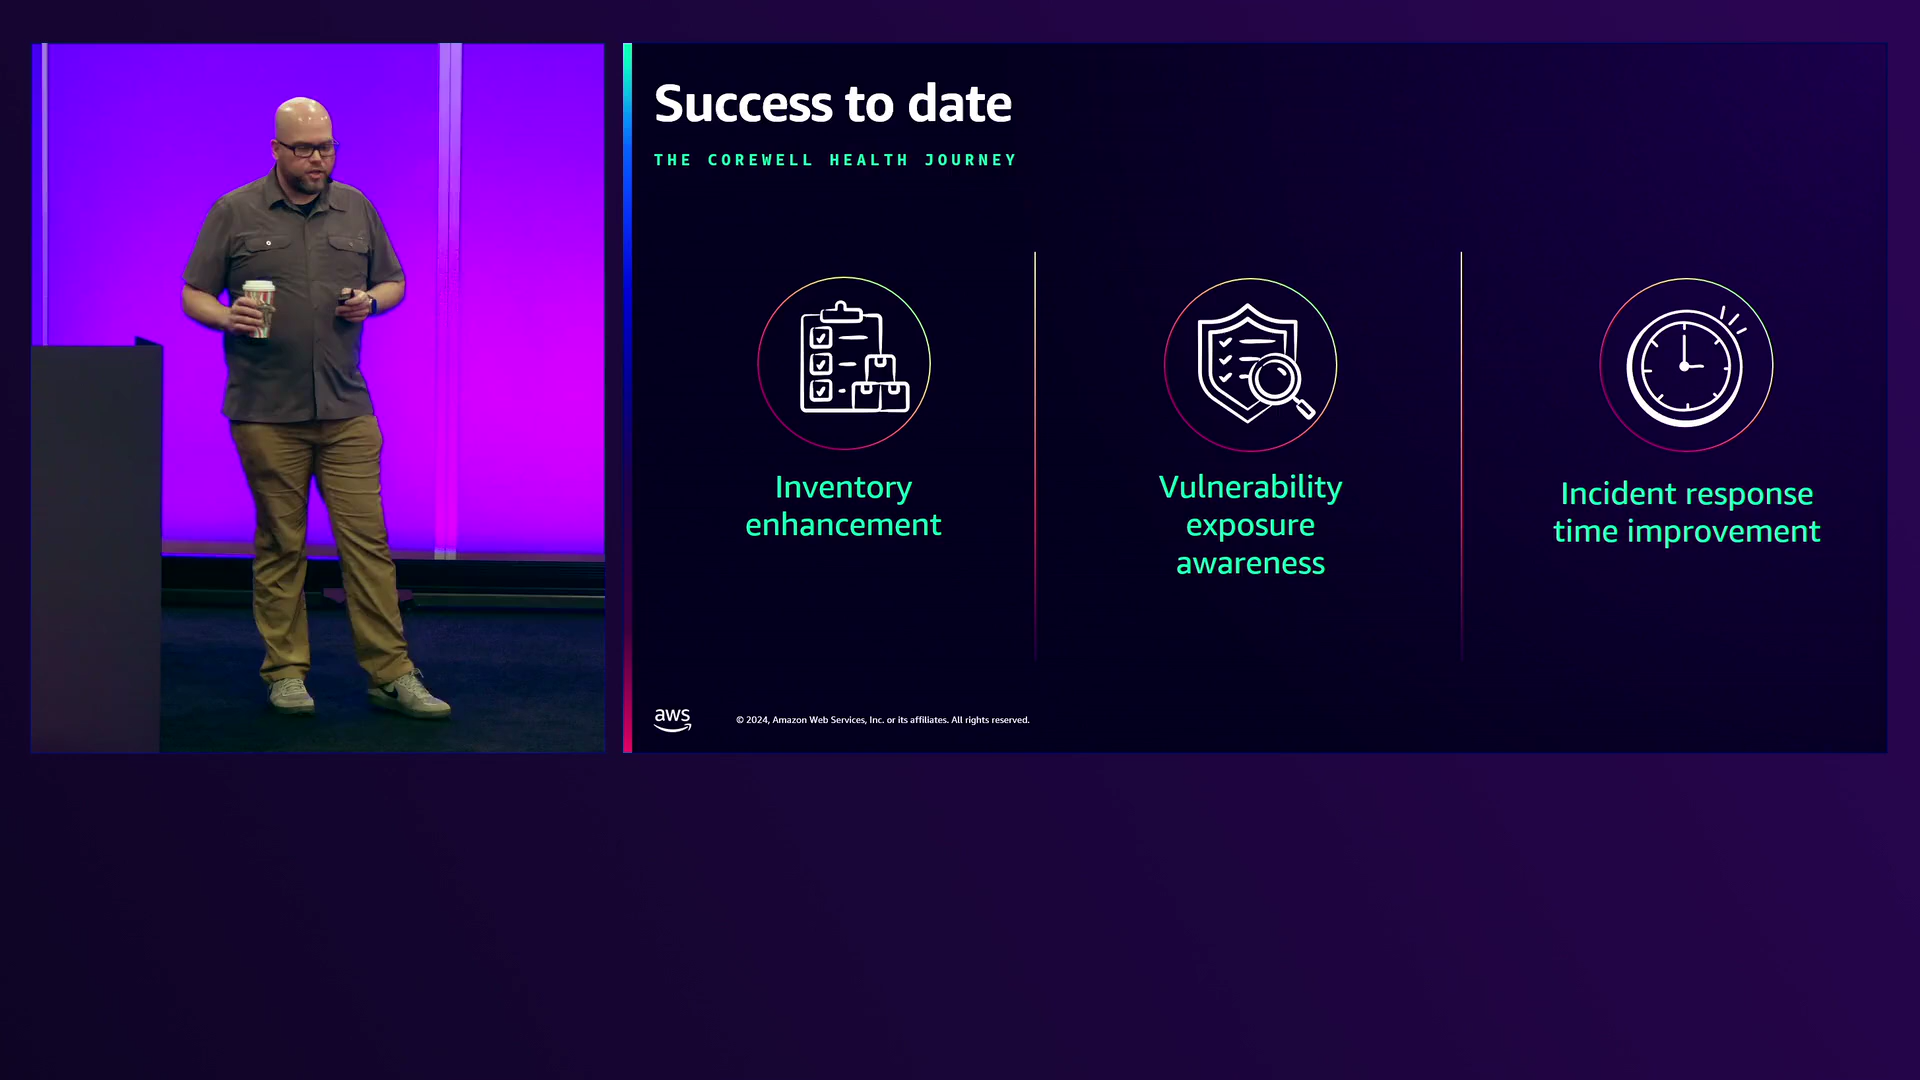 Success to date
THE COREWELL HEALTH JOURNEY
Inventory
enhancement
Vulnerability
exposure
awareness
Incident response
time improvement
aws
© 2024, Amazon Web Services, Inc. or its affiliates. All rights reserved.